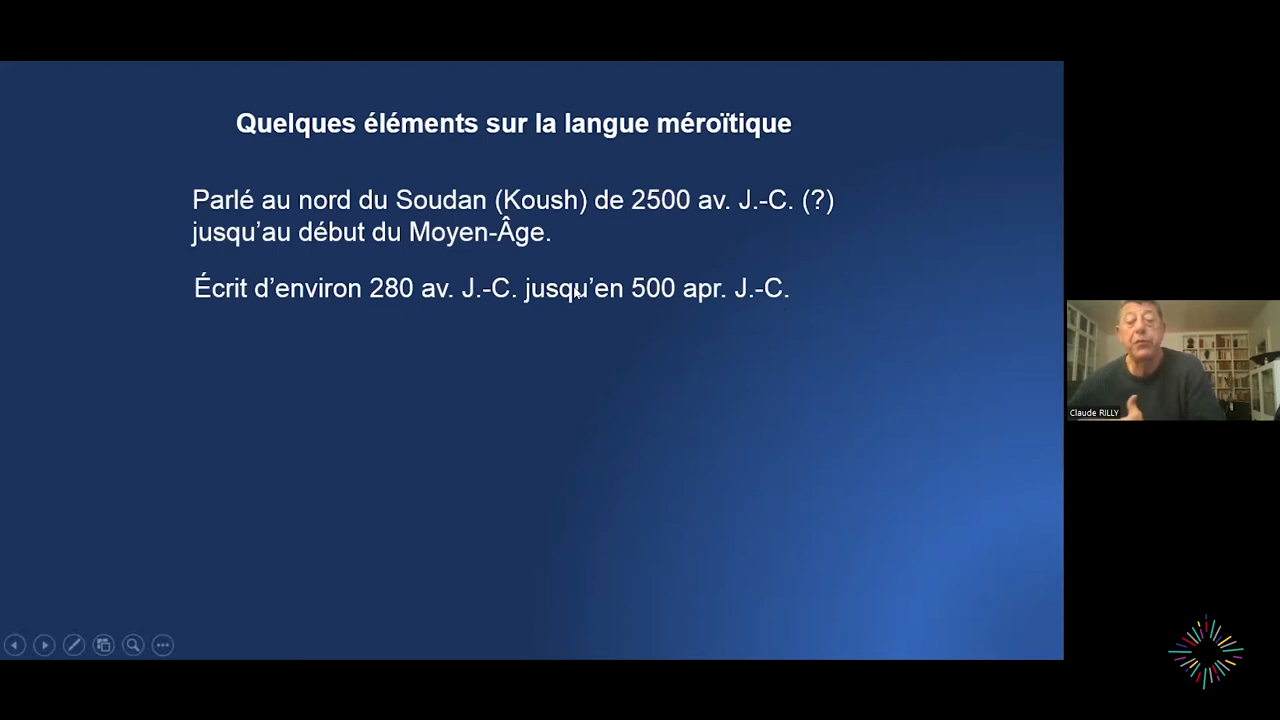 Quelques éléments sur la langue méroïtique
Parlé au nord du Soudan (Koush) de 2500 av. J.-C. (?)
jusqu’au début du Moyen-Âge.
Écrit d’environ 280 av. J.-C. jusqu’en 500 apr. J.-C.
Claude RILLY